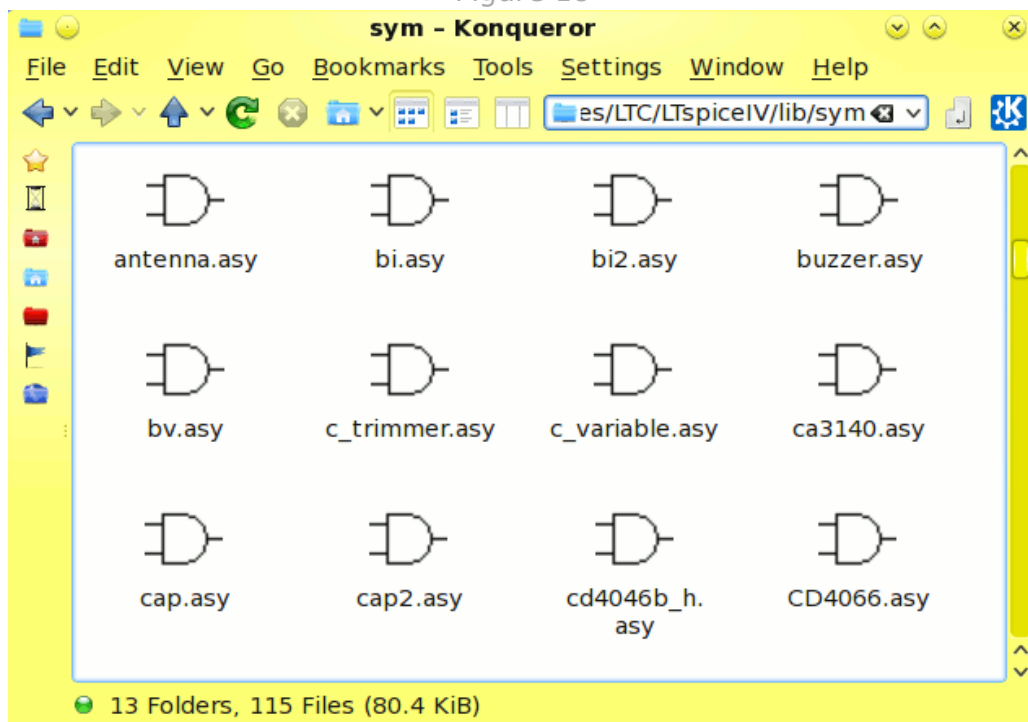 sym – Konqueror
File Edit View Go Bookmarks Tools Settings Window Help
es/LTC/LTspiceIV/lib/sym
antenna.asy bi.asy bi2.asy buzzer.asy
bv.asy c_trimmer.asy c_variable.asy ca3140.asy
cap.asy cap2.asy cd4046b_h. CD4066.asy
asy
13 Folders, 115 Files (80.4 KiB)